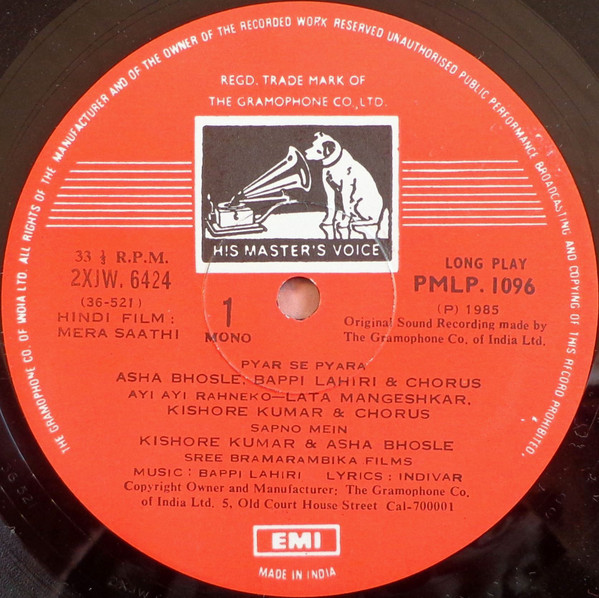 THE GRAMOPHONE CO. OF INDIA LTD. ALL RIGHTS OF THE MANUFACTURER AND OF THE OWNER OF THE RECORDED WORK RESERVED UNAUTHORISED PUBLIC PERFORMANCE BROADCASTING AND COPYING OF THIS RECORD PROHIBITED.
REGD. TRADE MARK OF
THE GRAMOPHONE CO., LTD.
HIS MASTER'S VOICE
33 1/3 R.P.M.
2XJW. 6424
(36-521)
HINDI FILM :
MERA SAATHI
1
MONO
LONG PLAY
PMLP. 1096
(P) 1985
Original Sound Recording made by
The Gramophone Co. of India Ltd.
PYAR SE PYARA
ASHA BHOSLE, BAPPI LAHIRI & CHORUS
AYI AYI RAHNEKO—LATA MANGESHKAR,
KISHORE KUMAR & CHORUS
SAPNO MEIN
KISHORE KUMAR & ASHA BHOSLE
SREE BRAMARAMBIKA FILMS
MUSIC : BAPPI LAHIRI LYRICS : INDIVAR
Copyright Owner and Manufacturer: The Gramophone Co.
of India Ltd. 5, Old Court House Street Cal-700001
EMI
MADE IN INDIA